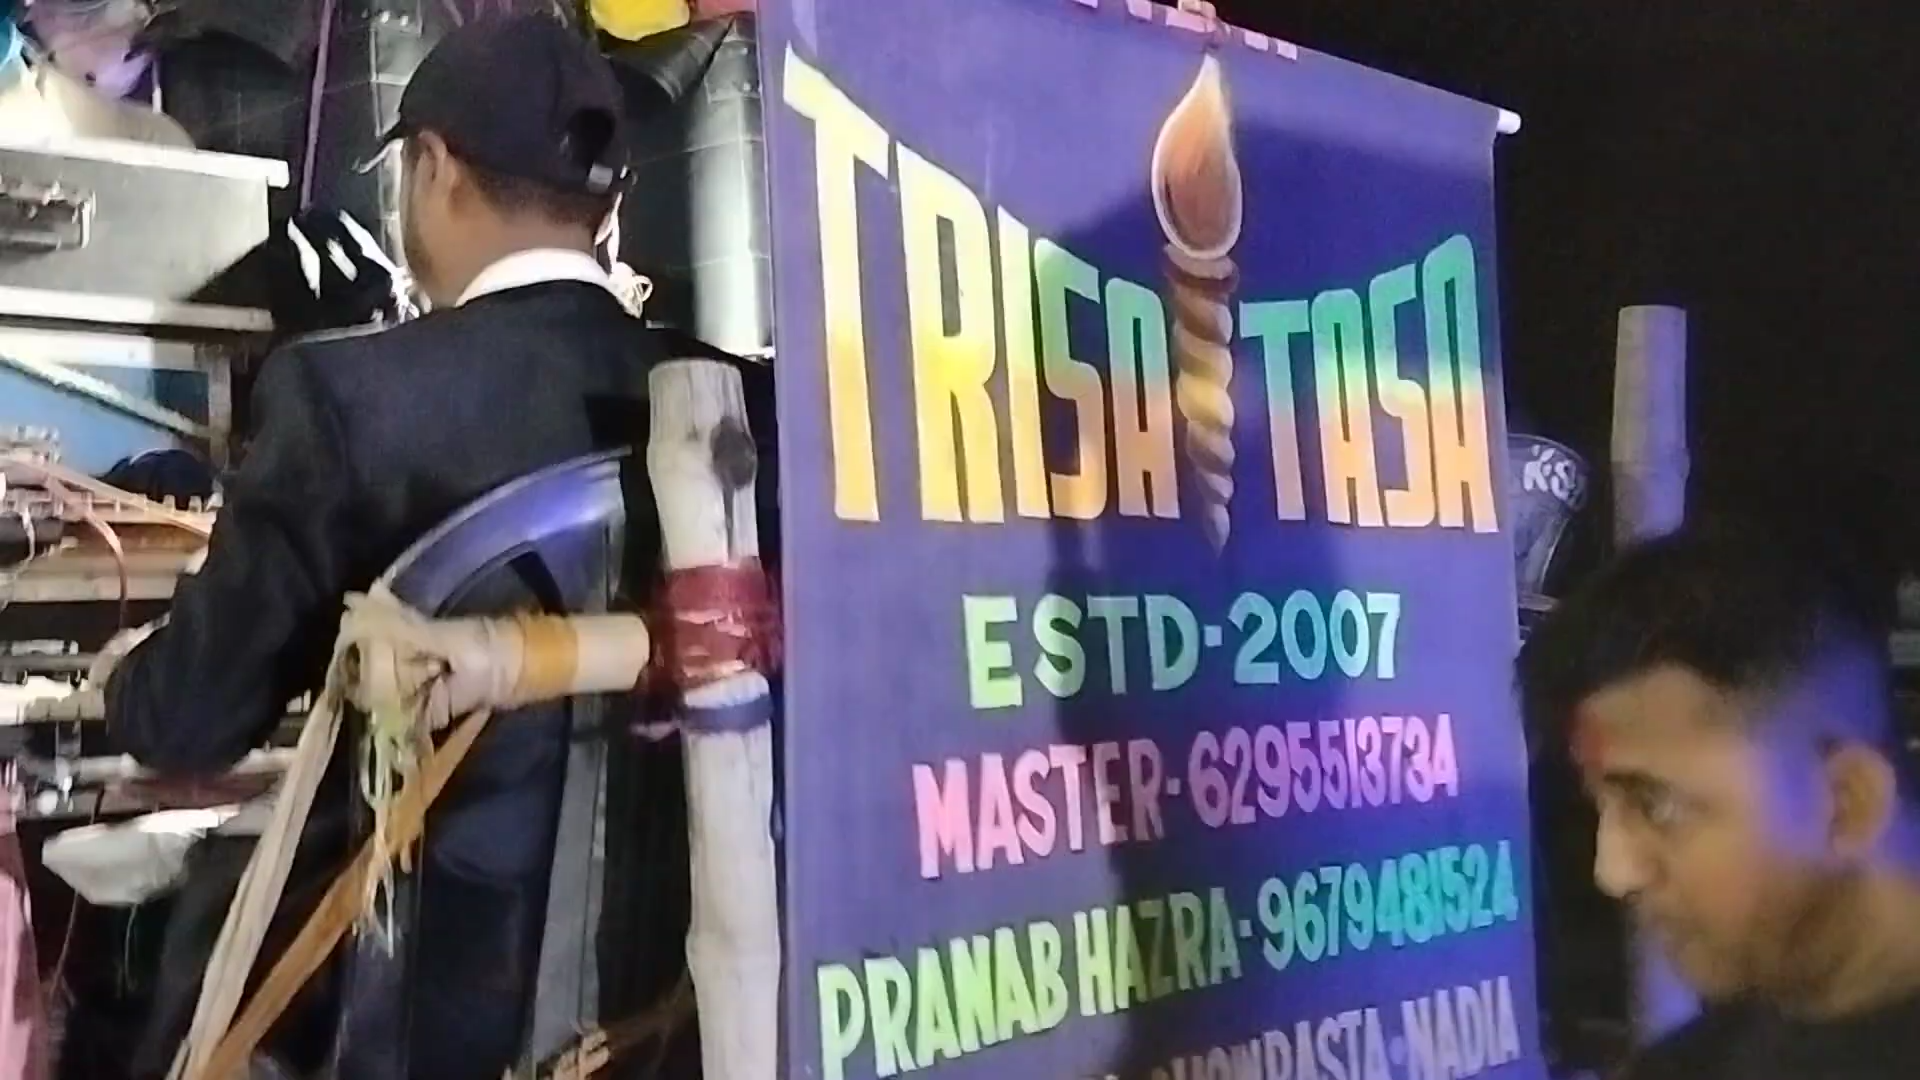 TRISA TASA
ESTD-2007
MASTER-6295513734
PRANAB HAZRA-9679481524
NADIA